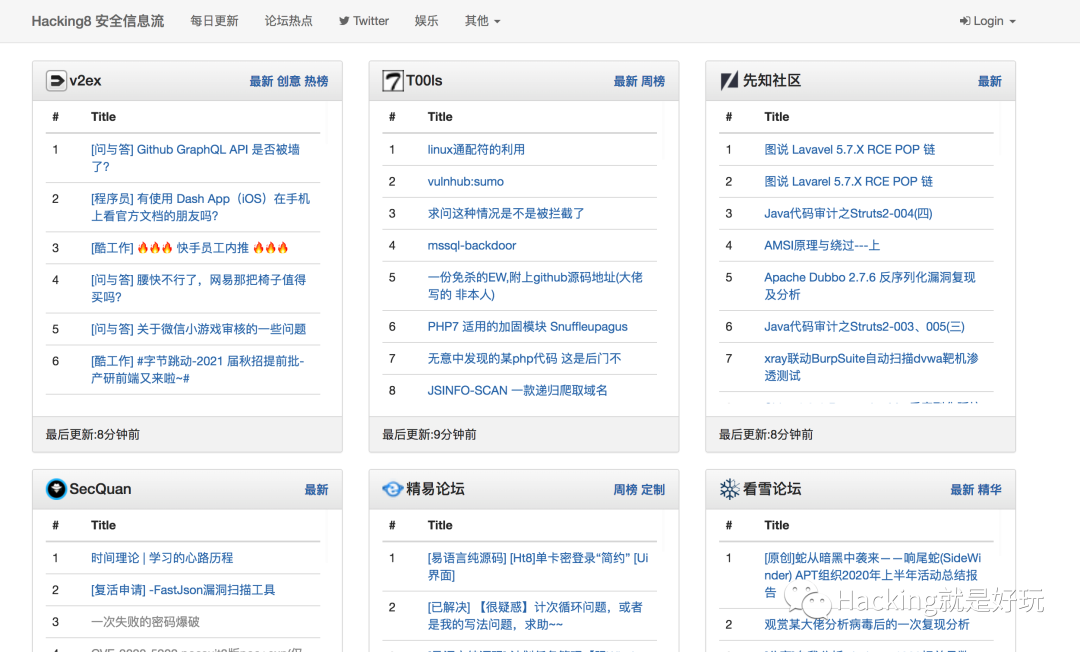 Hacking8 安全信息流 每日更新 论坛热点 Twitter 娱乐 其他 Login
v2ex 最新 创意 热榜
# Title
1 [问与答] Github GraphQL API 是否被墙
了?
2 [程序员] 有使用 Dash App（iOS）在手机
上看官方文档的朋友吗?
3 [酷工作] 🔥🔥🔥 快手员工内推 🔥🔥🔥
4 [问与答] 腰快不行了，网易那把椅子值得
买吗?
5 [问与答] 关于微信小游戏审核的一些问题
6 [酷工作] #字节跳动-2021 届秋招提前批-
产研前端又来啦~#
最后更新:8分钟前
T00ls 最新 周榜
# Title
1 linux通配符的利用
2 vulnhub:sumo
3 求问这种情况是不是被拦截了
4 mssql-backdoor
5 一份免杀的EW,附上github源码地址(大佬
写的 非本人)
6 PHP7 适用的加固模块 Snuffleupagus
7 无意中发现的某php代码 这是后门不
8 JSINFO-SCAN 一款递归爬取域名
最后更新:9分钟前
先知社区 最新
# Title
1 图说 Lavavel 5.7.X RCE POP 链
2 图说 Lavarel 5.7.X RCE POP 链
3 Java代码审计之Struts2-004(四)
4 AMSI原理与绕过---上
5 Apache Dubbo 2.7.6 反序列化漏洞复现
及分析
6 Java代码审计之Struts2-003、005(三)
7 xray联动BurpSuite自动扫描dvwa靶机渗
透测试
最后更新:8分钟前
SecQuan 最新
# Title
1 时间理论 | 学习的心路历程
2 [复活申请] -FastJson漏洞扫描工具
3 一次失败的密码爆破
精易论坛 周榜 定制
# Title
1 [易语言纯源码] [Ht8]单卡密登录“简约” [Ui
界面]
2 [已解决] 【很疑惑】计次循环问题，或者
是我的写法问题，求助~~
看雪论坛 最新 精华
# Title
1 [原创]蛇从暗黑中袭来——响尾蛇(SideWi
nder) APT组织2020年上半年活动总结报
告
2 观赏某大佬分析病毒后的一次复现分析
Hacking就是好玩